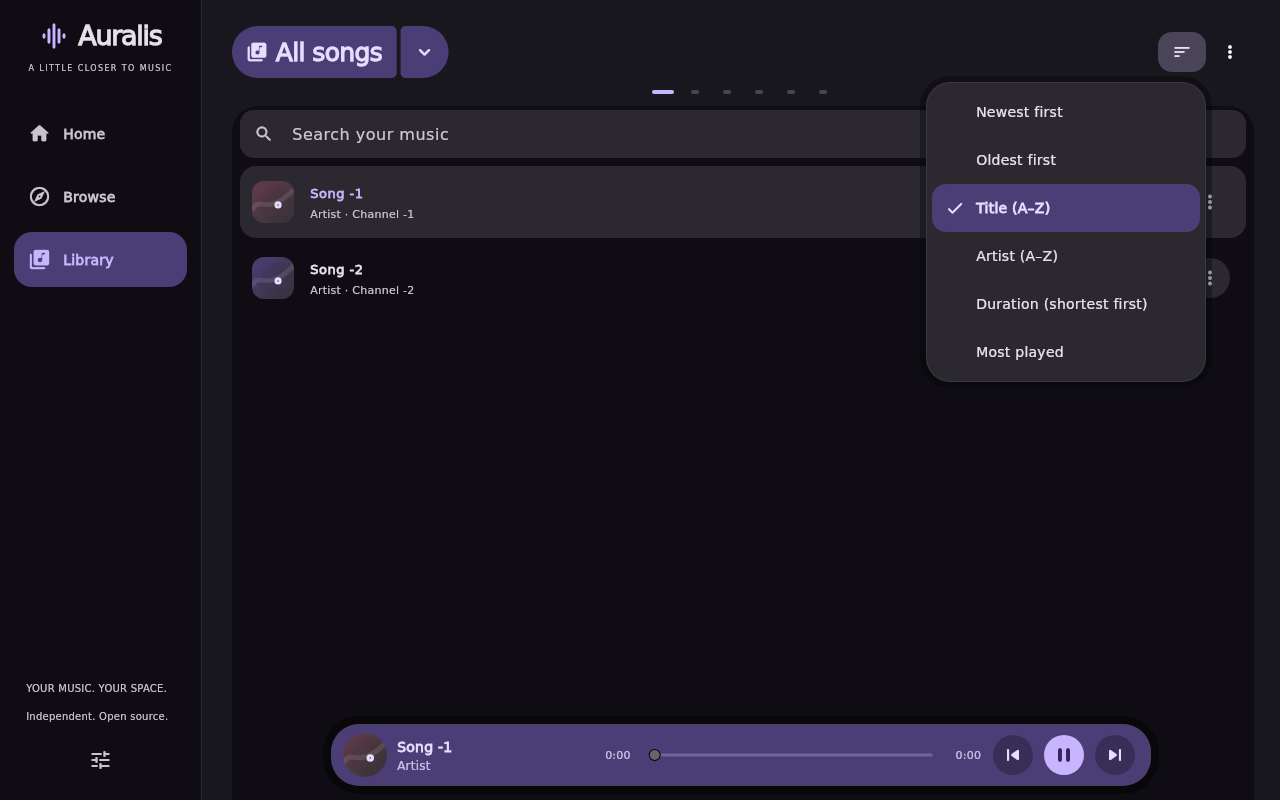 Auralis
A LITTLE CLOSER TO MUSIC
Home
Browse
Library
YOUR MUSIC. YOUR SPACE.
Independent. Open source.
All songs
Search your music
Song -1
Artist · Channel -1
Song -2
Artist · Channel -2
Newest first
Oldest first
Title (A–Z)
Artist (A–Z)
Duration (shortest first)
Most played
Song -1
Artist
0:00
0:00